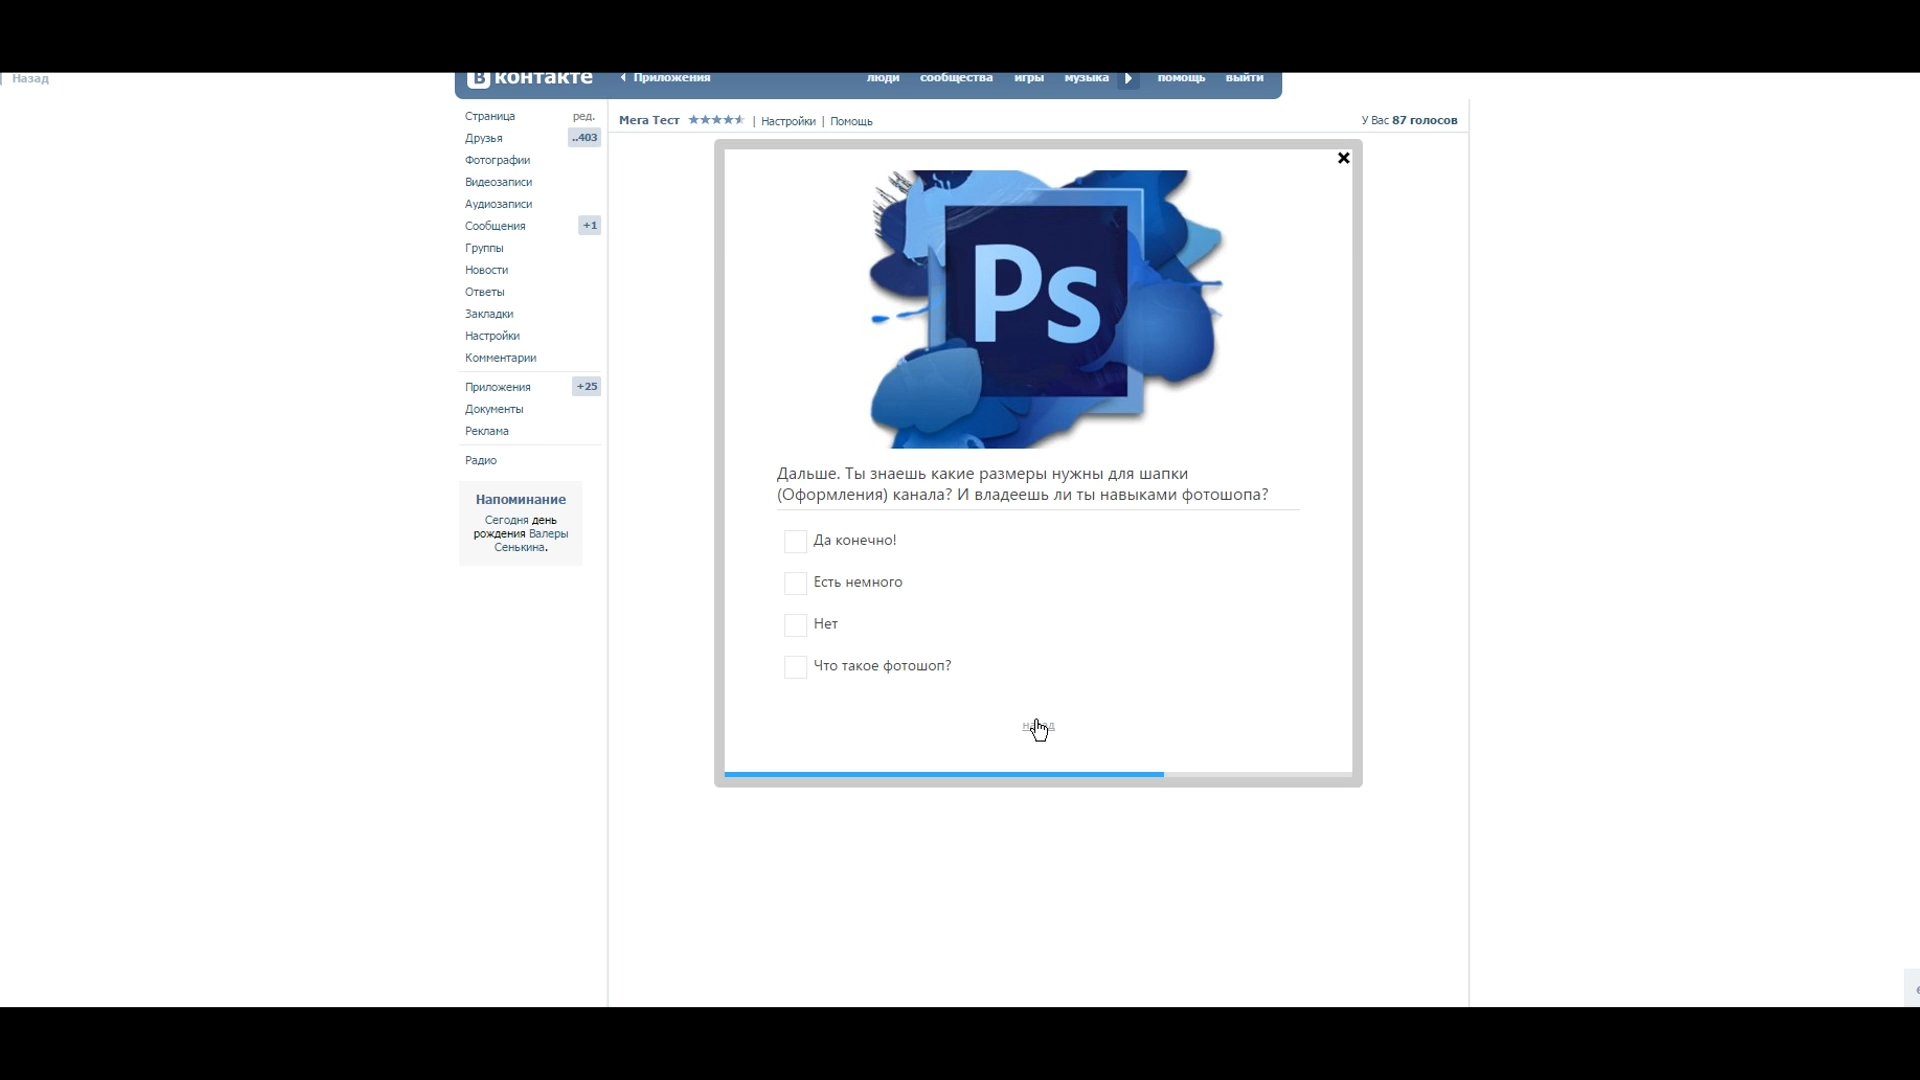 Назад
В контакте
Приложения
люди
сообщества
игры
музыка
помощь
выйти
Страница
ред.
Друзья
..403
Фотографии
Видеозаписи
Аудиозаписи
Сообщения
+1
Группы
Новости
Ответы
Закладки
Настройки
Комментарии
Приложения
+25
Документы
Реклама
Радио
Напоминание
Сегодня день
рождения Валеры
Сенькина.
Мега Тест | Настройки | Помощь
У Вас 87 голосов
Ps
Дальше. Ты знаешь какие размеры нужны для шапки
(Оформления) канала? И владеешь ли ты навыками фотошопа?
Да конечно!
Есть немного
Нет
Что такое фотошоп?